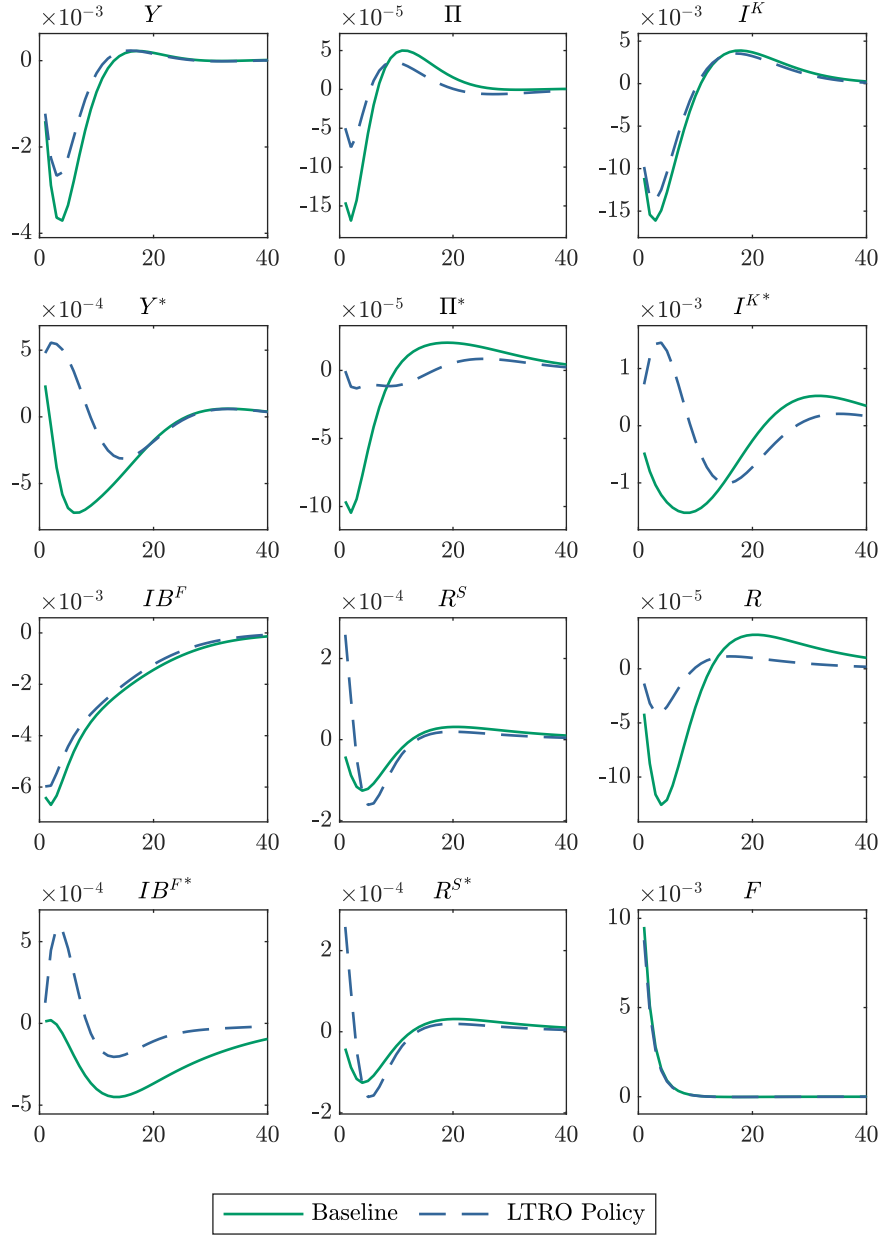 ×10⁻³ Y
0
-2
-4
0 20 40
×10⁻⁵ Π
5
0
-5
-10
-15
0 20 40
×10⁻³ I^K
5
0
-5
-10
-15
0 20 40
×10⁻⁴ Y^*
5
0
-5
0 20 40
×10⁻⁵ Π^*
0
-5
-10
0 20 40
×10⁻³ I^{K^*}
1
0
-1
0 20 40
×10⁻³ IB^F
0
-2
-4
-6
0 20 40
×10⁻⁴ R^S
2
0
-2
0 20 40
×10⁻⁵ R
0
-5
-10
0 20 40
×10⁻⁴ IB^{F^*}
5
0
-5
0 20 40
×10⁻⁴ R^{S^*}
2
0
-2
0 20 40
×10⁻³ F
10
5
0
0 20 40
Baseline LTRO Policy